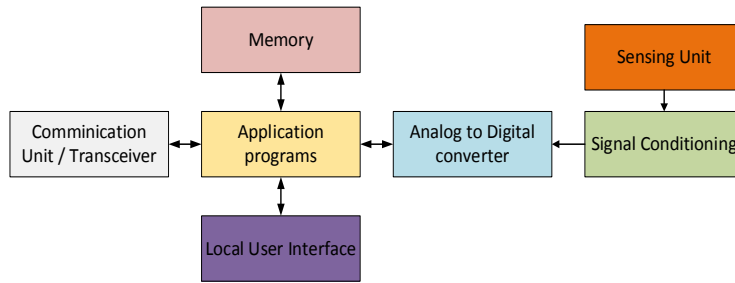 Memory
Sensing Unit
Comminication
Unit / Transceiver
Application
programs
Analog to Digital
converter
Signal Conditioning
Local User Interface